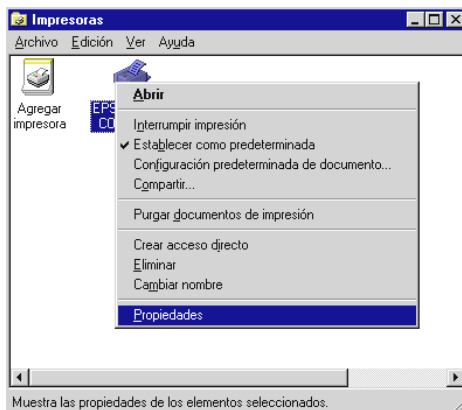 Impresoras
Archivo Edición Ver Ayuda
Agregar
impresora
EPS
CO
Abrir
Interrumpir impresión
Establecer como predeterminada
Configuración predeterminada de documento...
Compartir...
Purgar documentos de impresión
Crear acceso directo
Eliminar
Cambiar nombre
Propiedades
Muestra las propiedades de los elementos seleccionados.